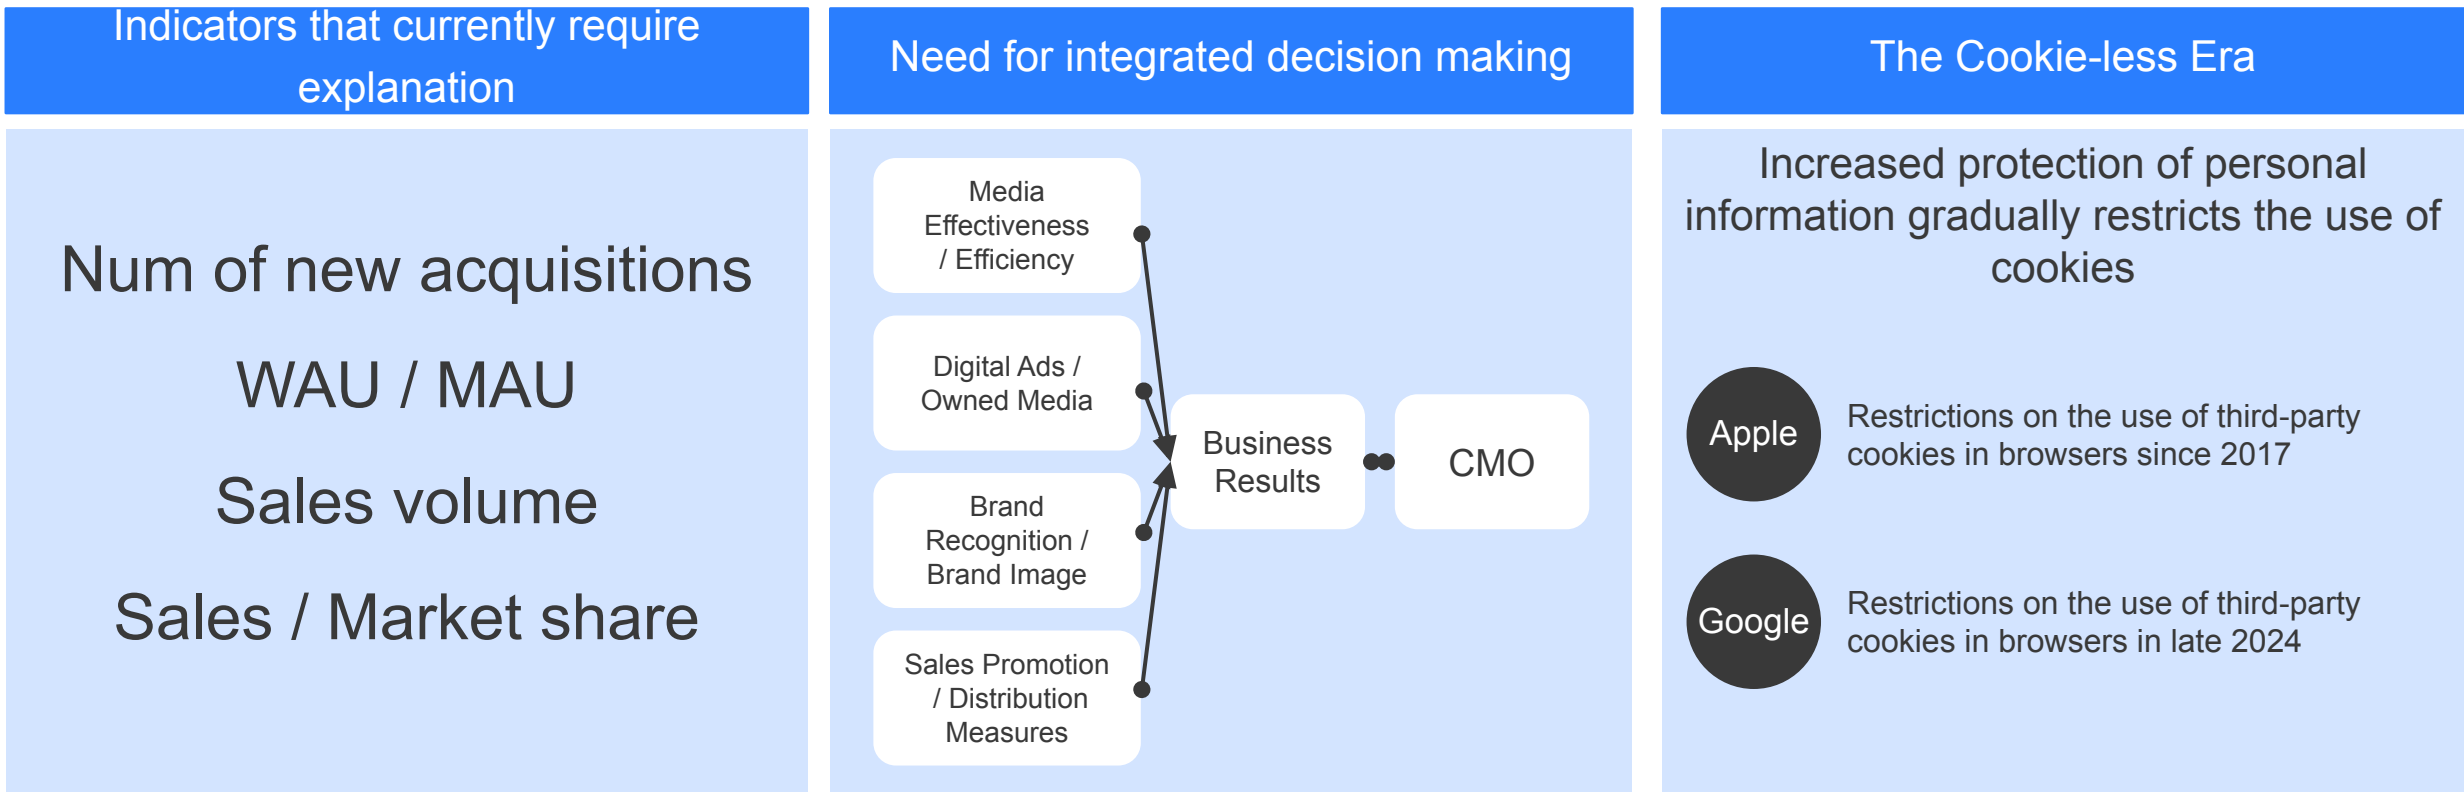 Indicators that currently require
explanation
Num of new acquisitions
WAU / MAU
Sales volume
Sales / Market share
Need for integrated decision making
Media
Effectiveness
/ Efficiency
Digital Ads /
Owned Media
Brand
Recognition /
Brand Image
Sales Promotion
/ Distribution
Measures
Business
Results
CMO
The Cookie-less Era
Increased protection of personal
information gradually restricts the use of
cookies
Apple
Restrictions on the use of third-party
cookies in browsers since 2017
Google
Restrictions on the use of third-party
cookies in browsers in late 2024